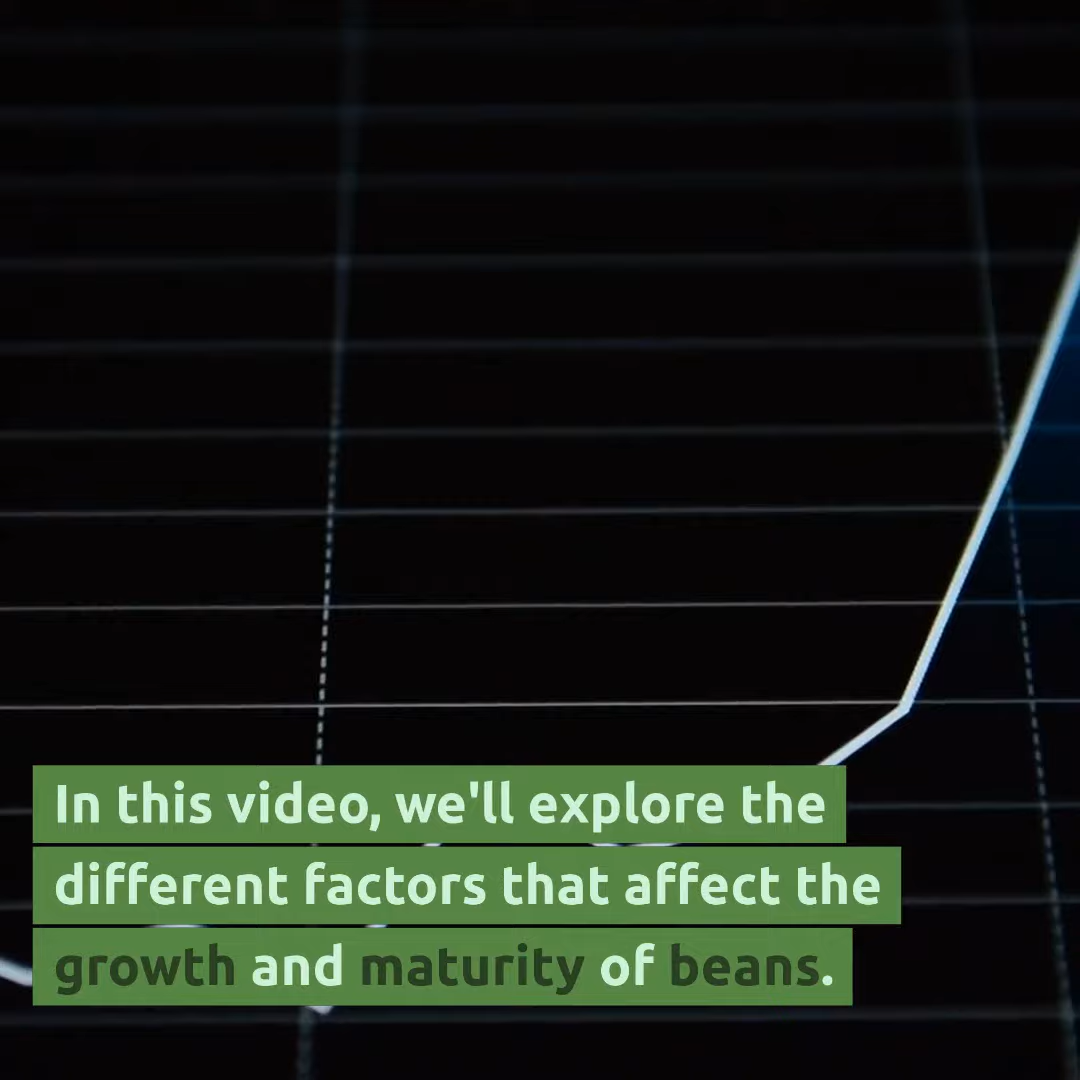 In this video, we'll explore the
different factors that affect the
growth and maturity of beans.